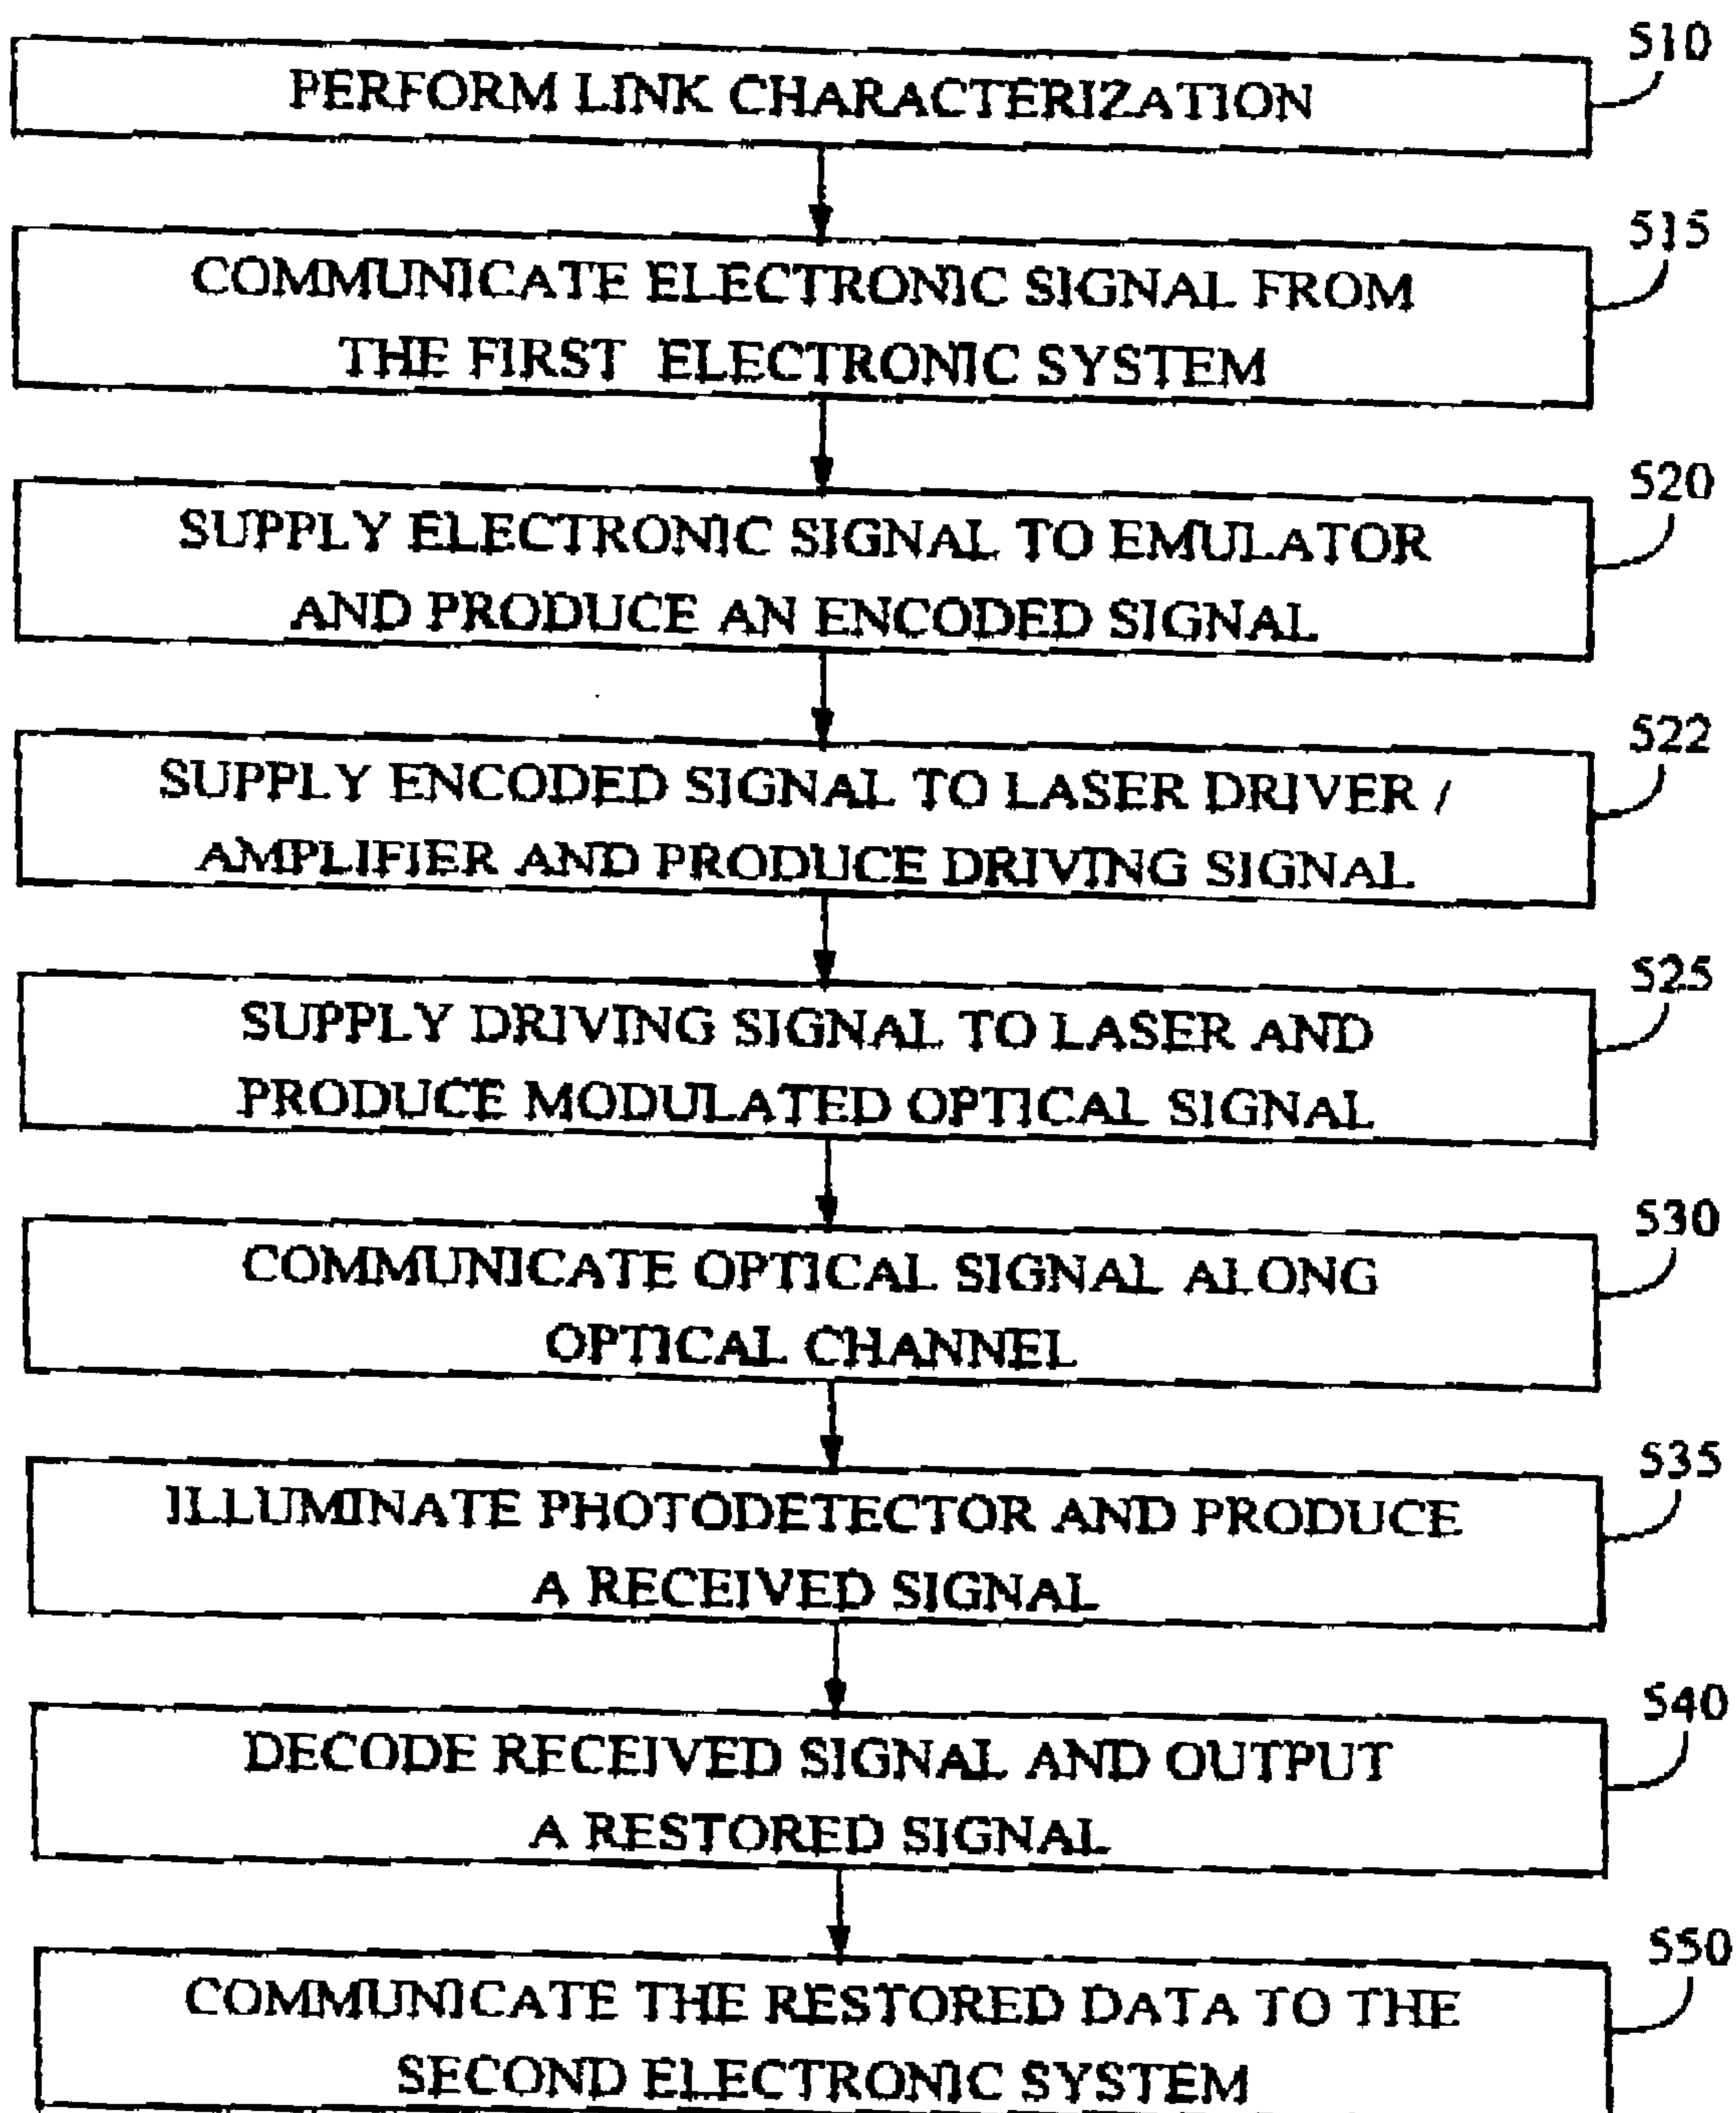 510
PERFORM LINK CHARACTERIZATION
515
COMMUNICATE ELECTRONIC SIGNAL FROM
THE FIRST ELECTRONIC SYSTEM
520
SUPPLY ELECTRONIC SIGNAL TO EMULATOR
AND PRODUCE AN ENCODED SIGNAL
522
SUPPLY ENCODED SIGNAL TO LASER DRIVER /
AMPLIFIER AND PRODUCE DRIVING SIGNAL
525
SUPPLY DRIVING SIGNAL TO LASER AND
PRODUCE MODULATED OPTICAL SIGNAL
530
COMMUNICATE OPTICAL SIGNAL ALONG
OPTICAL CHANNEL
535
ILLUMINATE PHOTODETECTOR AND PRODUCE
A RECEIVED SIGNAL
540
DECODE RECEIVED SIGNAL AND OUTPUT
A RESTORED SIGNAL
550
COMMUNICATE THE RESTORED DATA TO THE
SECOND ELECTRONIC SYSTEM